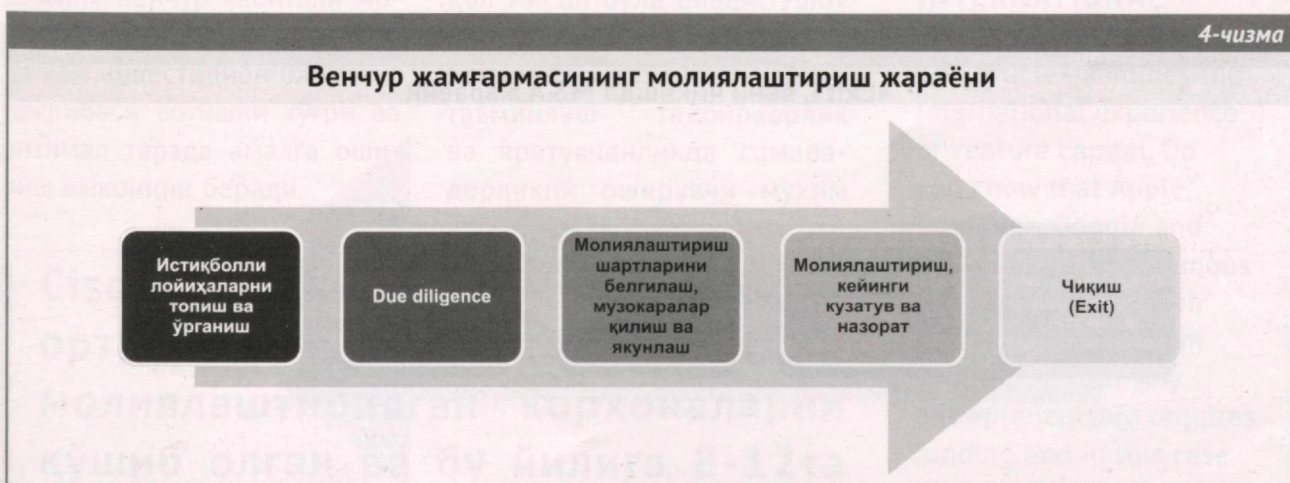 4-чизма
Венчур жамғармасининг молиялаштириш жараёни
Истиқболли
лойиҳаларни
топиш ва
ўрганиш
Due diligence
Молиялаштириш
шартларини
белгилаш,
музокаралар
қилиш ва
якунлаш
Молиялаштириш,
кейинги
кузатув ва
назорат
Чиқиш
(Exit)